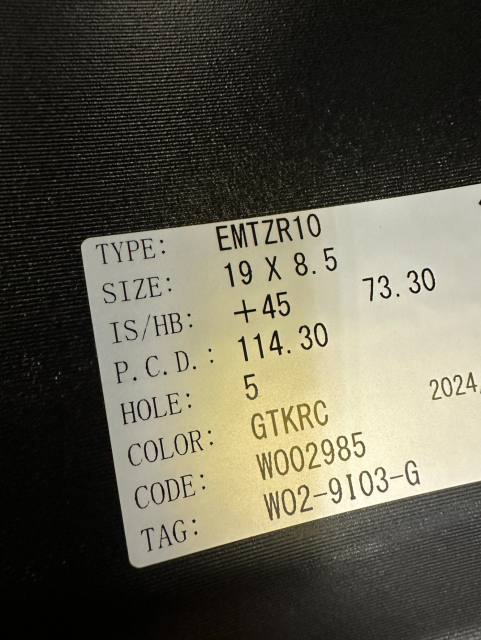 TYPE: EMTZR10
SIZE: 19 X 8.5
IS/HB: +45 73.30
P.C.D.: 114.30
HOLE: 5
COLOR: GTKRC 2024
CODE: W002985
TAG: W02-9I03-G